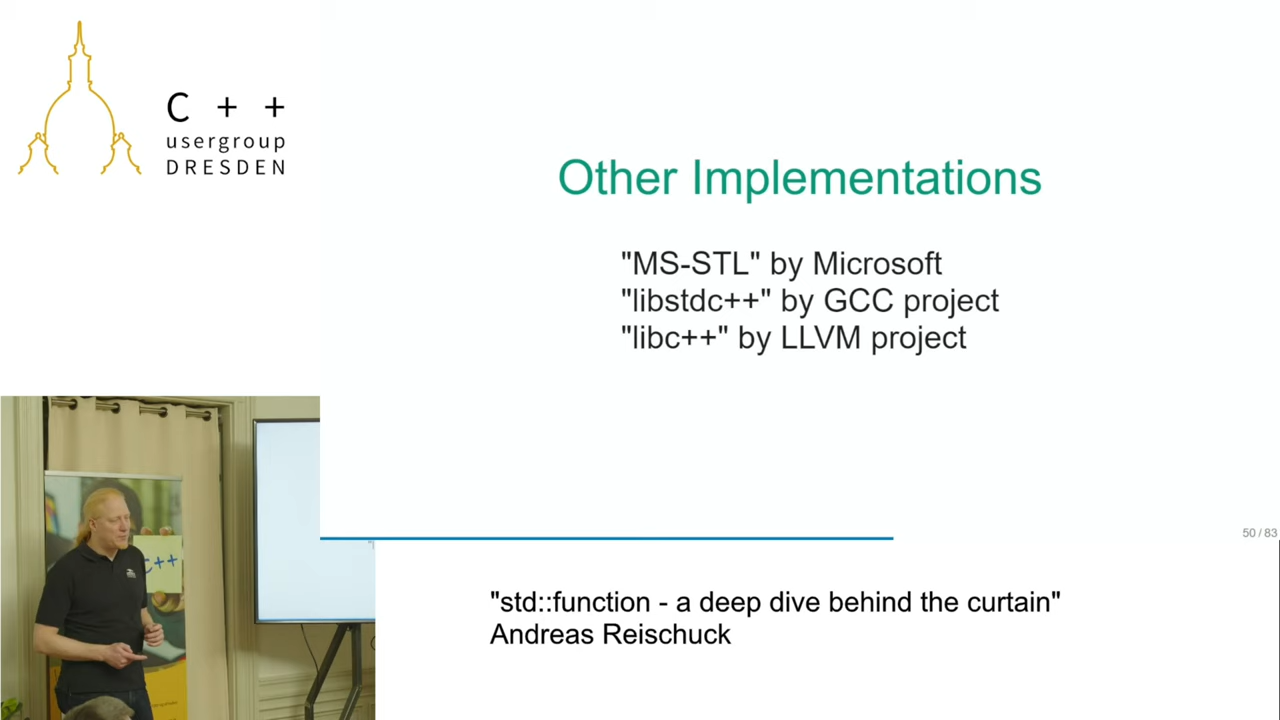 C + +
usergroup
DRESDEN
Other Implementations
"MS-STL" by Microsoft
"libstdc++" by GCC project
"libc++" by LLVM project
50 / 83
C++
"std::function - a deep dive behind the curtain"
Andreas Reischuck